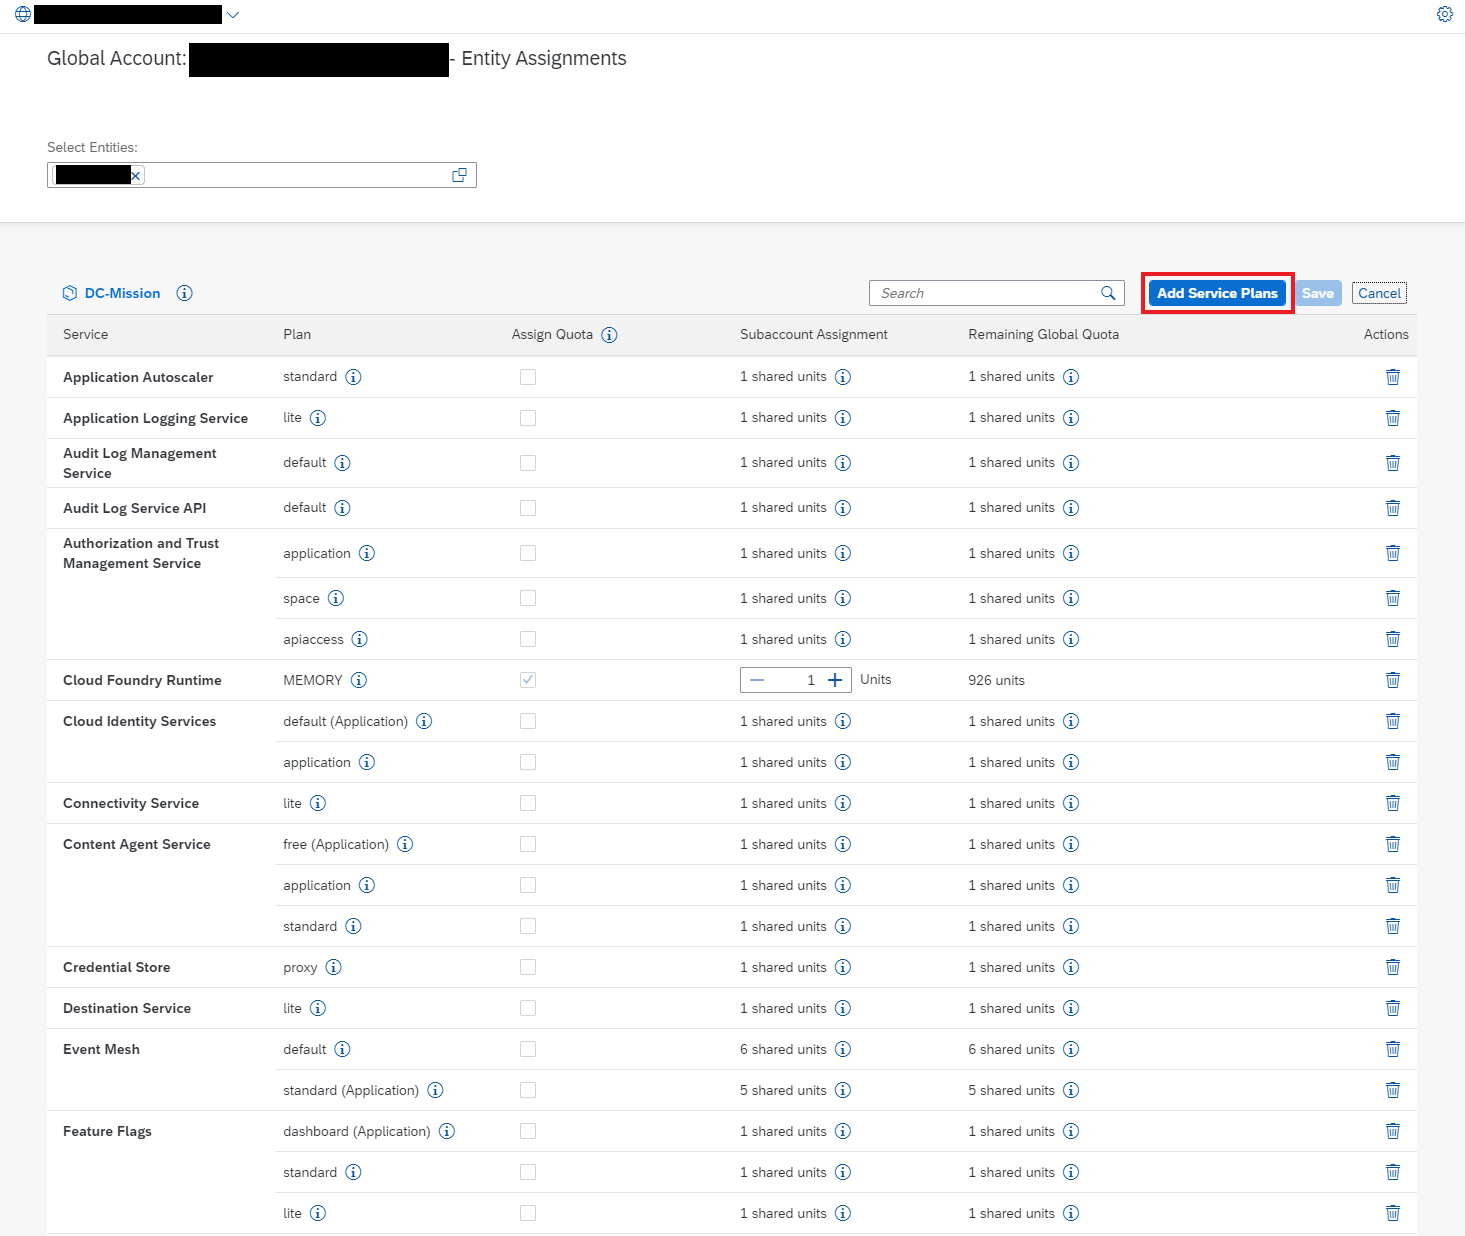 Global Account: - Entity Assignments
Select Entities:
DC-Mission Search Add Service Plans Save Cancel
Service Plan Assign Quota Subaccount Assignment Remaining Global Quota Actions
Application Autoscaler standard 1 shared units 1 shared units
Application Logging Service lite 1 shared units 1 shared units
Audit Log Management
Service default 1 shared units 1 shared units
Audit Log Service API default 1 shared units 1 shared units
Authorization and Trust
Management Service application 1 shared units 1 shared units
space 1 shared units 1 shared units
apiaccess 1 shared units 1 shared units
Cloud Foundry Runtime MEMORY 1 Units 926 units
Cloud Identity Services default (Application) 1 shared units 1 shared units
application 1 shared units 1 shared units
Connectivity Service lite 1 shared units 1 shared units
Content Agent Service free (Application) 1 shared units 1 shared units
application 1 shared units 1 shared units
standard 1 shared units 1 shared units
Credential Store proxy 1 shared units 1 shared units
Destination Service lite 1 shared units 1 shared units
Event Mesh default 6 shared units 6 shared units
standard (Application) 5 shared units 5 shared units
Feature Flags dashboard (Application) 1 shared units 1 shared units
standard 1 shared units 1 shared units
lite 1 shared units 1 shared units